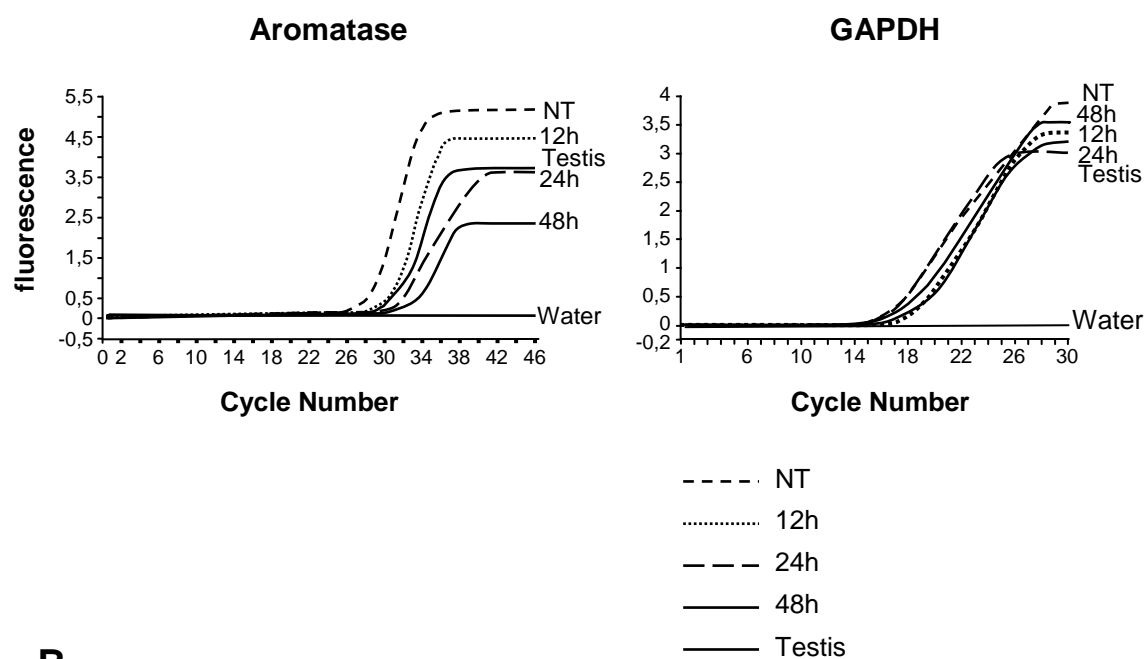 Aromatase
GAPDH
fluorescence
5,5
4,5
3,5
2,5
1,5
0,5
0
-0,5
NT
12h
Testis
24h
48h
Water
0 2 6 10 14 18 22 26 30 34 38 42 46
Cycle Number
4
3,5
3
2,5
2
1,5
1
0,5
0
-0,2
NT
48h
12h
24h
Testis
Water
1 6 10 14 18 22 26 30
Cycle Number
NT
12h
24h
48h
Testis